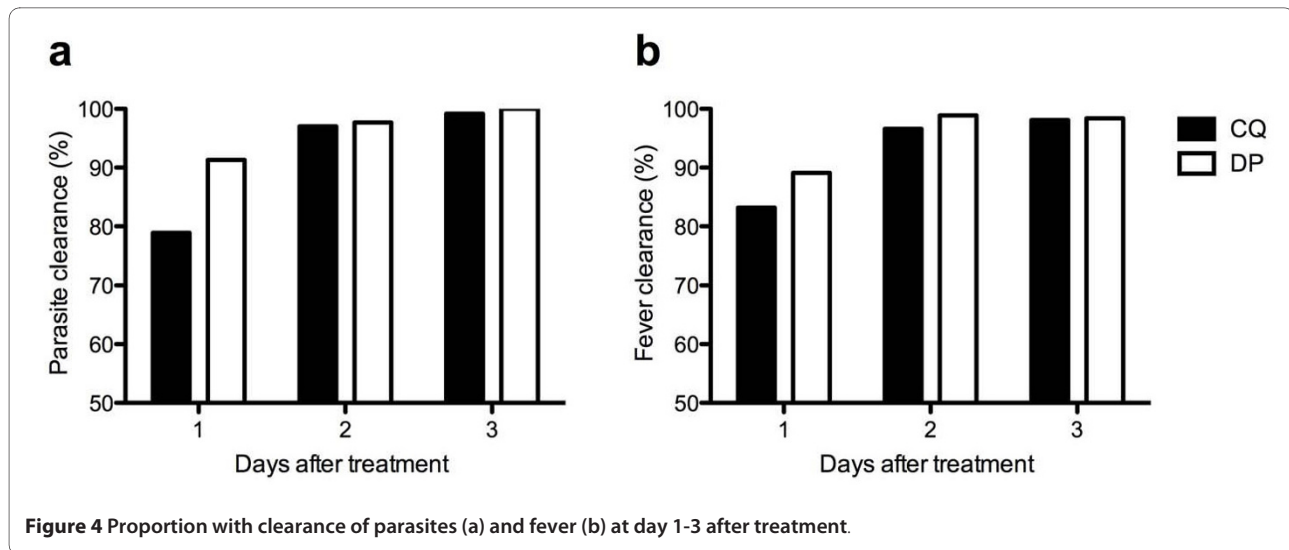 a
100
90
80
70
60
50
Parasite clearance (%)
1 2 3
Days after treatment
b
100
90
80
70
60
50
Fever clearance (%)
1 2 3
Days after treatment
CQ
DP
Figure 4 Proportion with clearance of parasites (a) and fever (b) at day 1-3 after treatment.